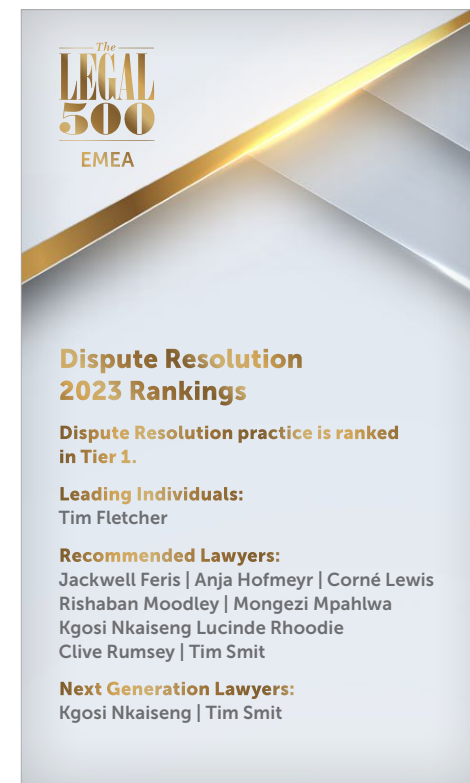 The
LEGAL
500
EMEA
Dispute Resolution
2023 Rankings
Dispute Resolution practice is ranked
in Tier 1.
Leading Individuals:
Tim Fletcher
Recommended Lawyers:
Jackwell Feris | Anja Hofmeyr | Corné Lewis
Rishaban Moodley | Mongezi Mpahlwa
Kgosi Nkaiseng Lucinde Rhoodie
Clive Rumsey | Tim Smit
Next Generation Lawyers:
Kgosi Nkaiseng | Tim Smit